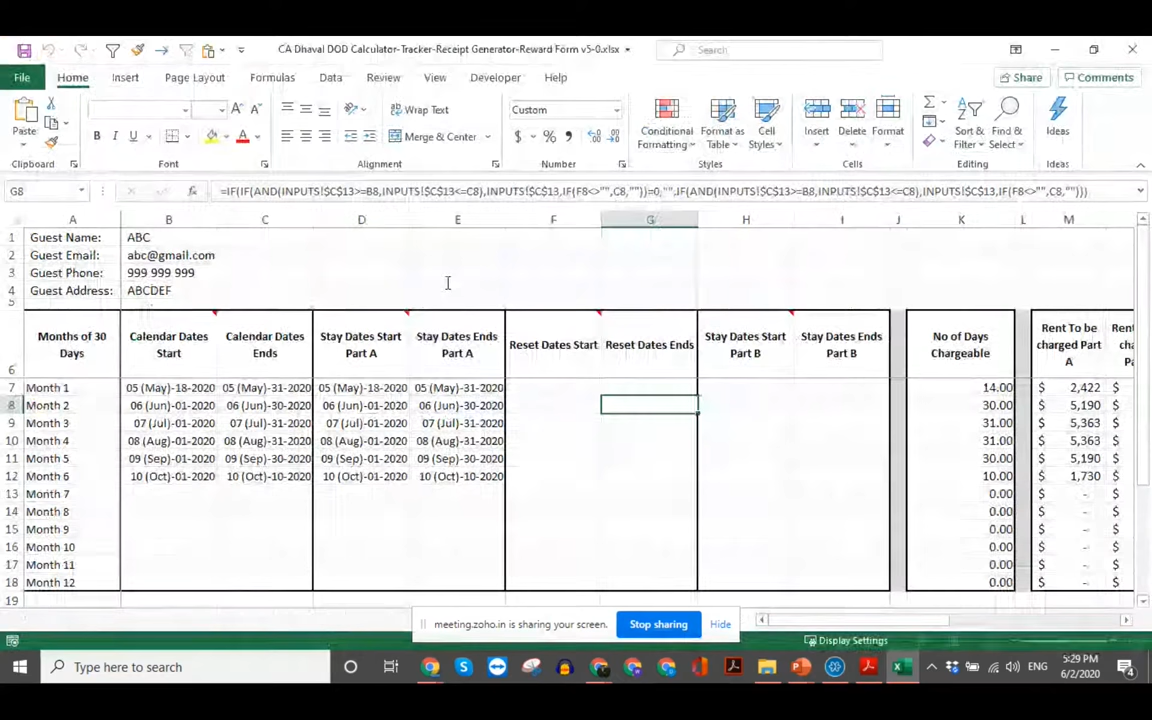 CA Dhaval DOD Calculator-Tracker-Receipt Generator-Reward Form v5-0.xlsx
Search
File Home Insert Page Layout Formulas Data Review View Developer Help Share Comments
Paste
B I U
A A
Wrap Text
Merge & Center
Custom
$ % ,
Conditional Formatting
Format as Table
Cell Styles
Insert
Delete
Format
Sort & Filter
Find & Select
Ideas
Clipboard Font Alignment Number Styles Cells Editing Ideas
G8 fx =IF(IF(AND(INPUTS!$C$13>=B8,INPUTS!$C$13<=C8),INPUTS!$C$13,IF(F8<>"",C8,""))=0,"",IF(AND(INPUTS!$C$13>=B8,INPUTS!$C$13<=C8),INPUTS!$C$13,IF(F8<>"",C8,"")))
A B C D E F G H I J K L M
1 Guest Name: ABC
2 Guest Email: abc@gmail.com
3 Guest Phone: 999 999 999
4 Guest Address: ABCDEF
5
6 Months of 30 Days Calendar Dates Start Calendar Dates Ends Stay Dates Start Part A Stay Dates Ends Part A Reset Dates Start Reset Dates Ends Stay Dates Start Part B Stay Dates Ends Part B No of Days Chargeable Rent To be charged Part A
7 Month 1 05 (May)-18-2020 05 (May)-31-2020 05 (May)-18-2020 05 (May)-31-2020 14.00 $ 2,422 $
8 Month 2 06 (Jun)-01-2020 06 (Jun)-30-2020 06 (Jun)-01-2020 06 (Jun)-30-2020 30.00 $ 5,190 $
9 Month 3 07 (Jul)-01-2020 07 (Jul)-31-2020 07 (Jul)-01-2020 07 (Jul)-31-2020 31.00 $ 5,363 $
10 Month 4 08 (Aug)-01-2020 08 (Aug)-31-2020 08 (Aug)-01-2020 08 (Aug)-31-2020 31.00 $ 5,363 $
11 Month 5 09 (Sep)-01-2020 09 (Sep)-30-2020 09 (Sep)-01-2020 09 (Sep)-30-2020 30.00 $ 5,190 $
12 Month 6 10 (Oct)-01-2020 10 (Oct)-10-2020 10 (Oct)-01-2020 10 (Oct)-10-2020 10.00 $ 1,730 $
13 Month 7 0.00 $ - $
14 Month 8 0.00 $ - $
15 Month 9 0.00 $ - $
16 Month 10 0.00 $ - $
17 Month 11 0.00 $ - $
18 Month 12 0.00 $ - $
19
meeting.zoho.in is sharing your screen. Stop sharing Hide
Display Settings
Type here to search
ENG
5:29 PM
6/2/2020
4